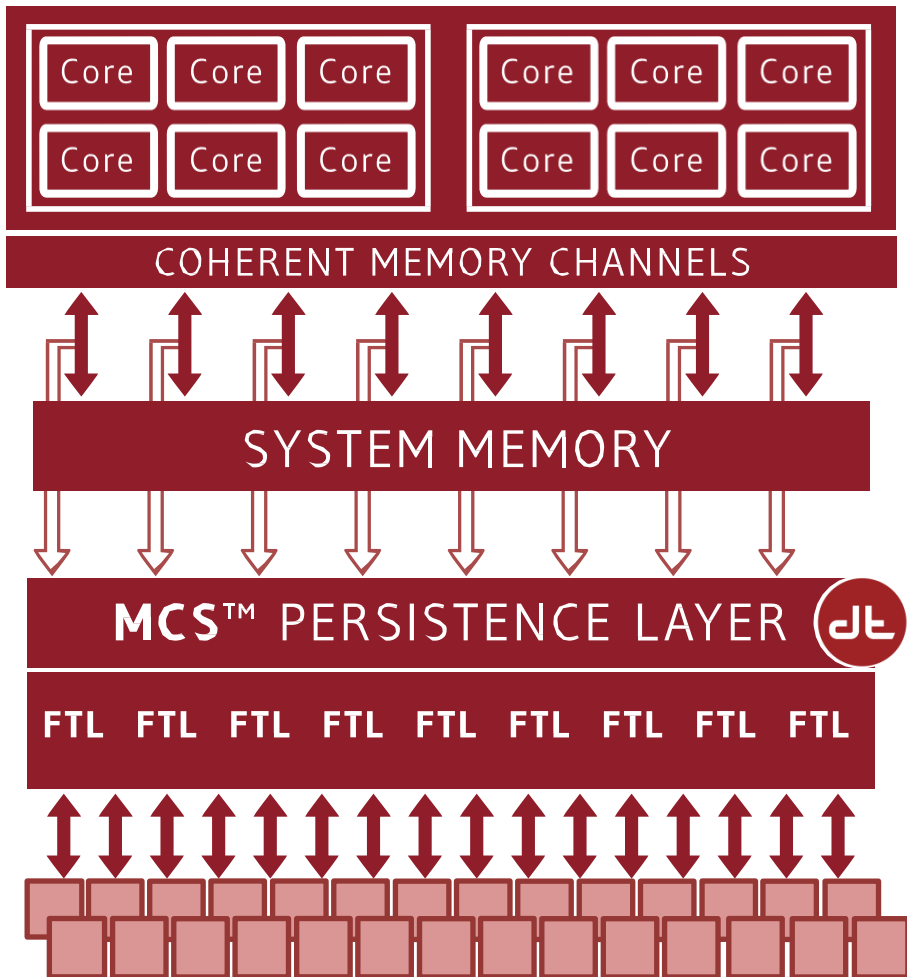 Core Core Core Core Core Core
Core Core Core Core Core Core
COHERENT MEMORY CHANNELS
SYSTEM MEMORY
MCS™ PERSISTENCE LAYER dt
FTL FTL FTL FTL FTL FTL FTL FTL FTL